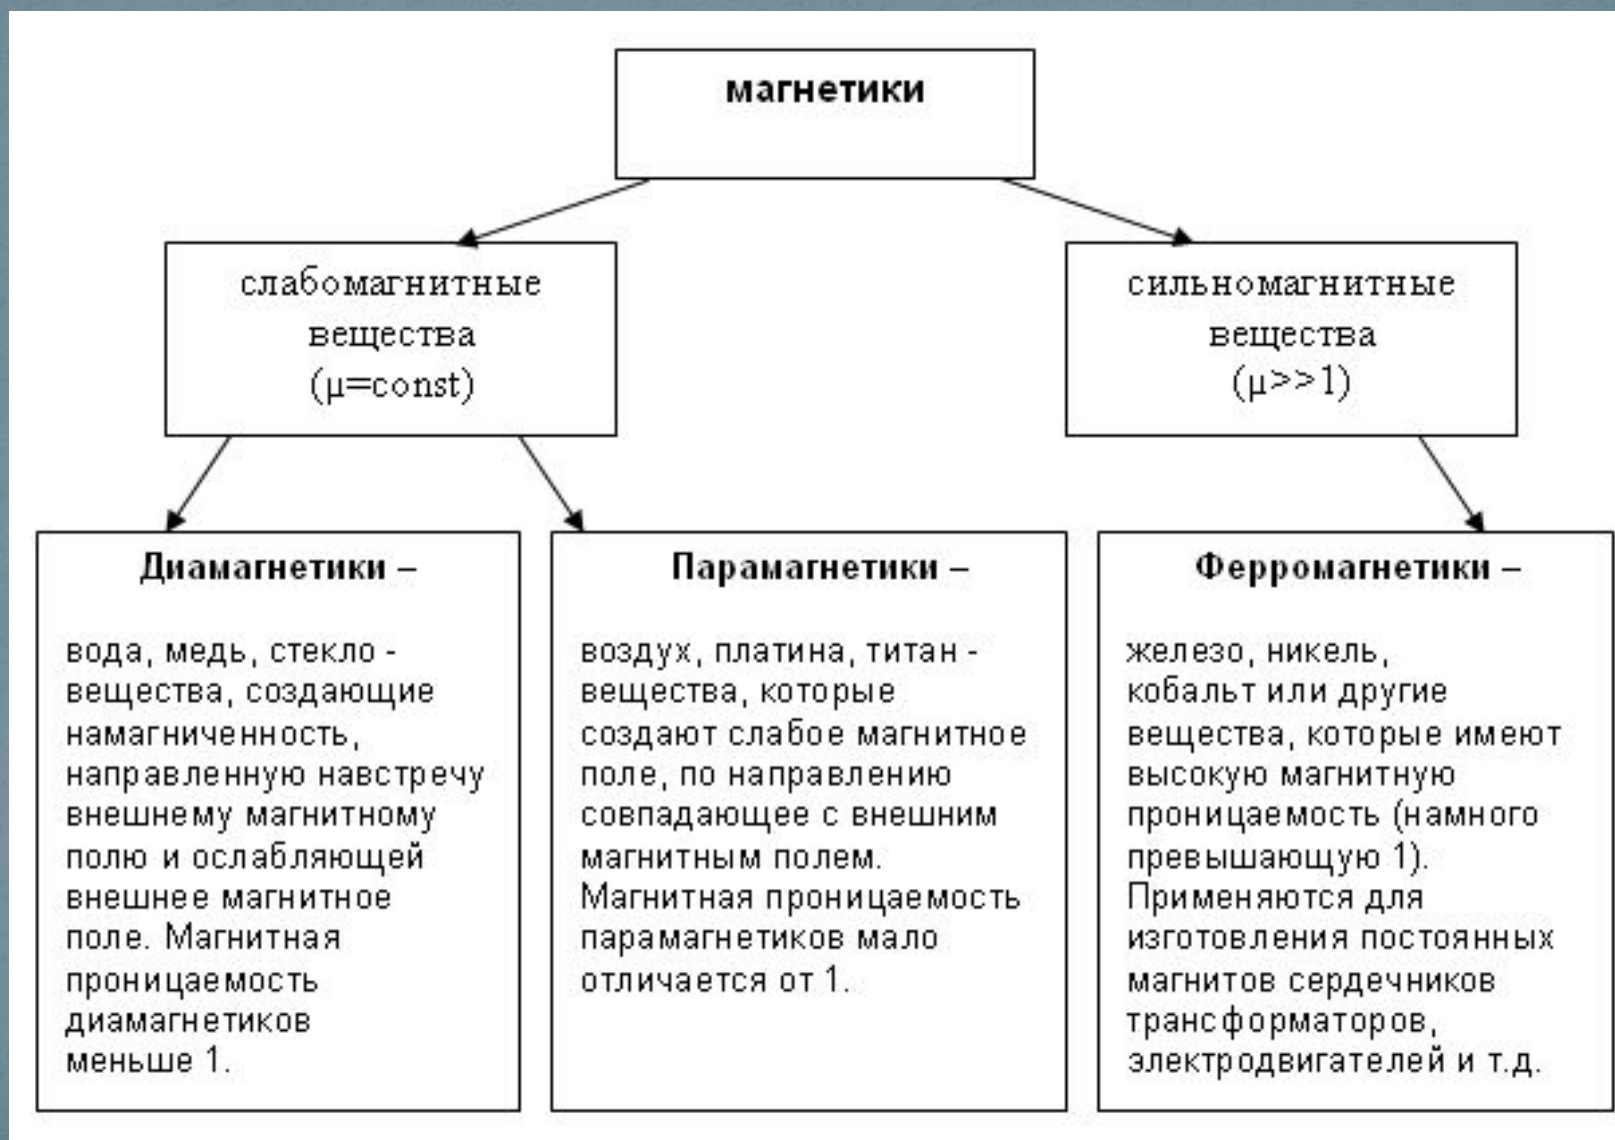 магнетики
слабомагнитные
вещества
(μ=const)
сильномагнитные
вещества
(μ>>1)
Диамагнетики –
вода, медь, стекло -
вещества, создающие
намагниченность,
направленную навстречу
внешнему магнитному
полю и ослабляющей
внешнее магнитное
поле. Магнитная
проницаемость
диамагнетиков
меньше 1.
Парамагнетики –
воздух, платина, титан -
вещества, которые
создают слабое магнитное
поле, по направлению
совпадающее с внешним
магнитным полем.
Магнитная проницаемость
парамагнетиков мало
отличается от 1.
Ферромагнетики –
железо, никель,
кобальт или другие
вещества, которые имеют
высокую магнитную
проницаемость (намного
превышающую 1).
Применяются для
изготовления постоянных
магнитов сердечников
трансформаторов,
электродвигателей и т.д.